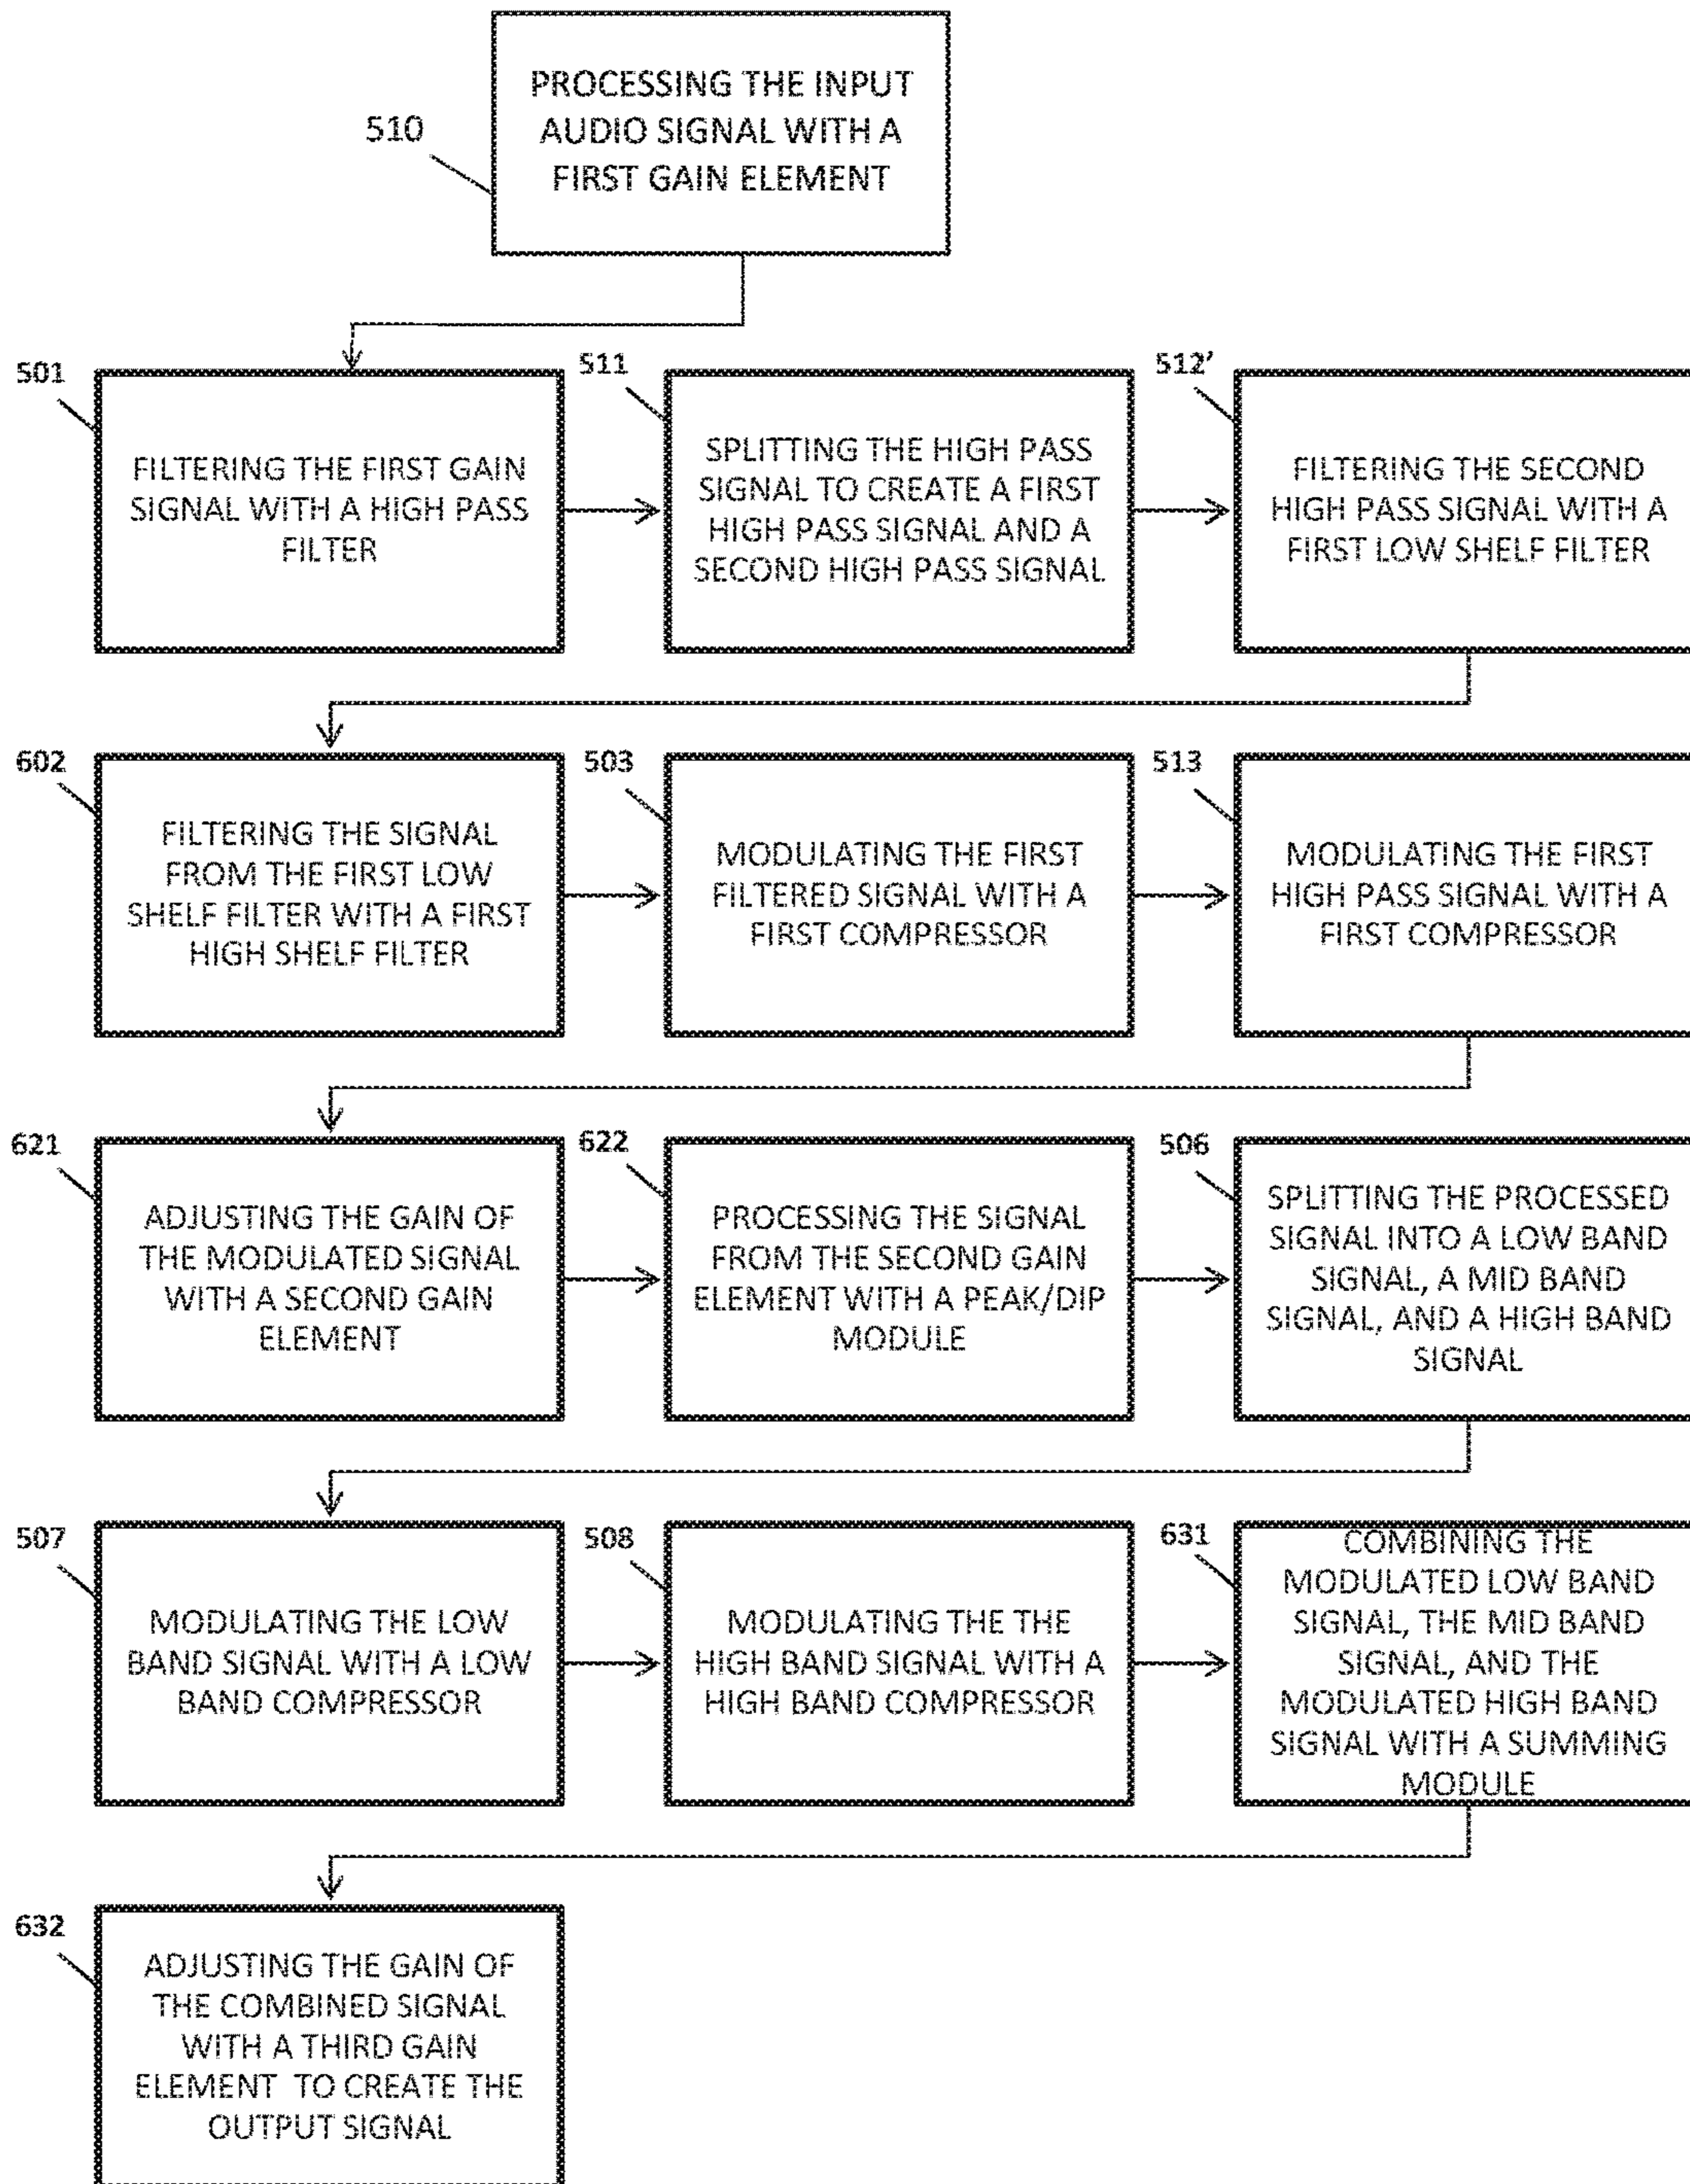 PROCESSING THE INPUT
AUDIO SIGNAL WITH A
FIRST GAIN ELEMENT
510
501
FILTERING THE FIRST GAIN
SIGNAL WITH A HIGH PASS
FILTER
511
SPLITTING THE HIGH PASS
SIGNAL TO CREATE A FIRST
HIGH PASS SIGNAL AND A
SECOND HIGH PASS SIGNAL
512'
FILTERING THE SECOND
HIGH PASS SIGNAL WITH A
FIRST LOW SHELF FILTER
602
FILTERING THE SIGNAL
FROM THE FIRST LOW
SHELF FILTER WITH A FIRST
HIGH SHELF FILTER
503
MODULATING THE FIRST
FILTERED SIGNAL WITH A
FIRST COMPRESSOR
513
MODULATING THE FIRST
HIGH PASS SIGNAL WITH A
FIRST COMPRESSOR
621
ADJUSTING THE GAIN OF
THE MODULATED SIGNAL
WITH A SECOND GAIN
ELEMENT
622
PROCESSING THE SIGNAL
FROM THE SECOND GAIN
ELEMENT WITH A PEAK/DIP
MODULE
506
SPLITTING THE PROCESSED
SIGNAL INTO A LOW BAND
SIGNAL, A MID BAND
SIGNAL, AND A HIGH BAND
SIGNAL
507
MODULATING THE LOW
BAND SIGNAL WITH A LOW
BAND COMPRESSOR
508
MODULATING THE THE
HIGH BAND SIGNAL WITH A
HIGH BAND COMPRESSOR
631
COMBINING THE
MODULATED LOW BAND
SIGNAL, THE MID BAND
SIGNAL, AND THE
MODULATED HIGH BAND
SIGNAL WITH A SUMMING
MODULE
632
ADJUSTING THE GAIN OF
THE COMBINED SIGNAL
WITH A THIRD GAIN
ELEMENT TO CREATE THE
OUTPUT SIGNAL